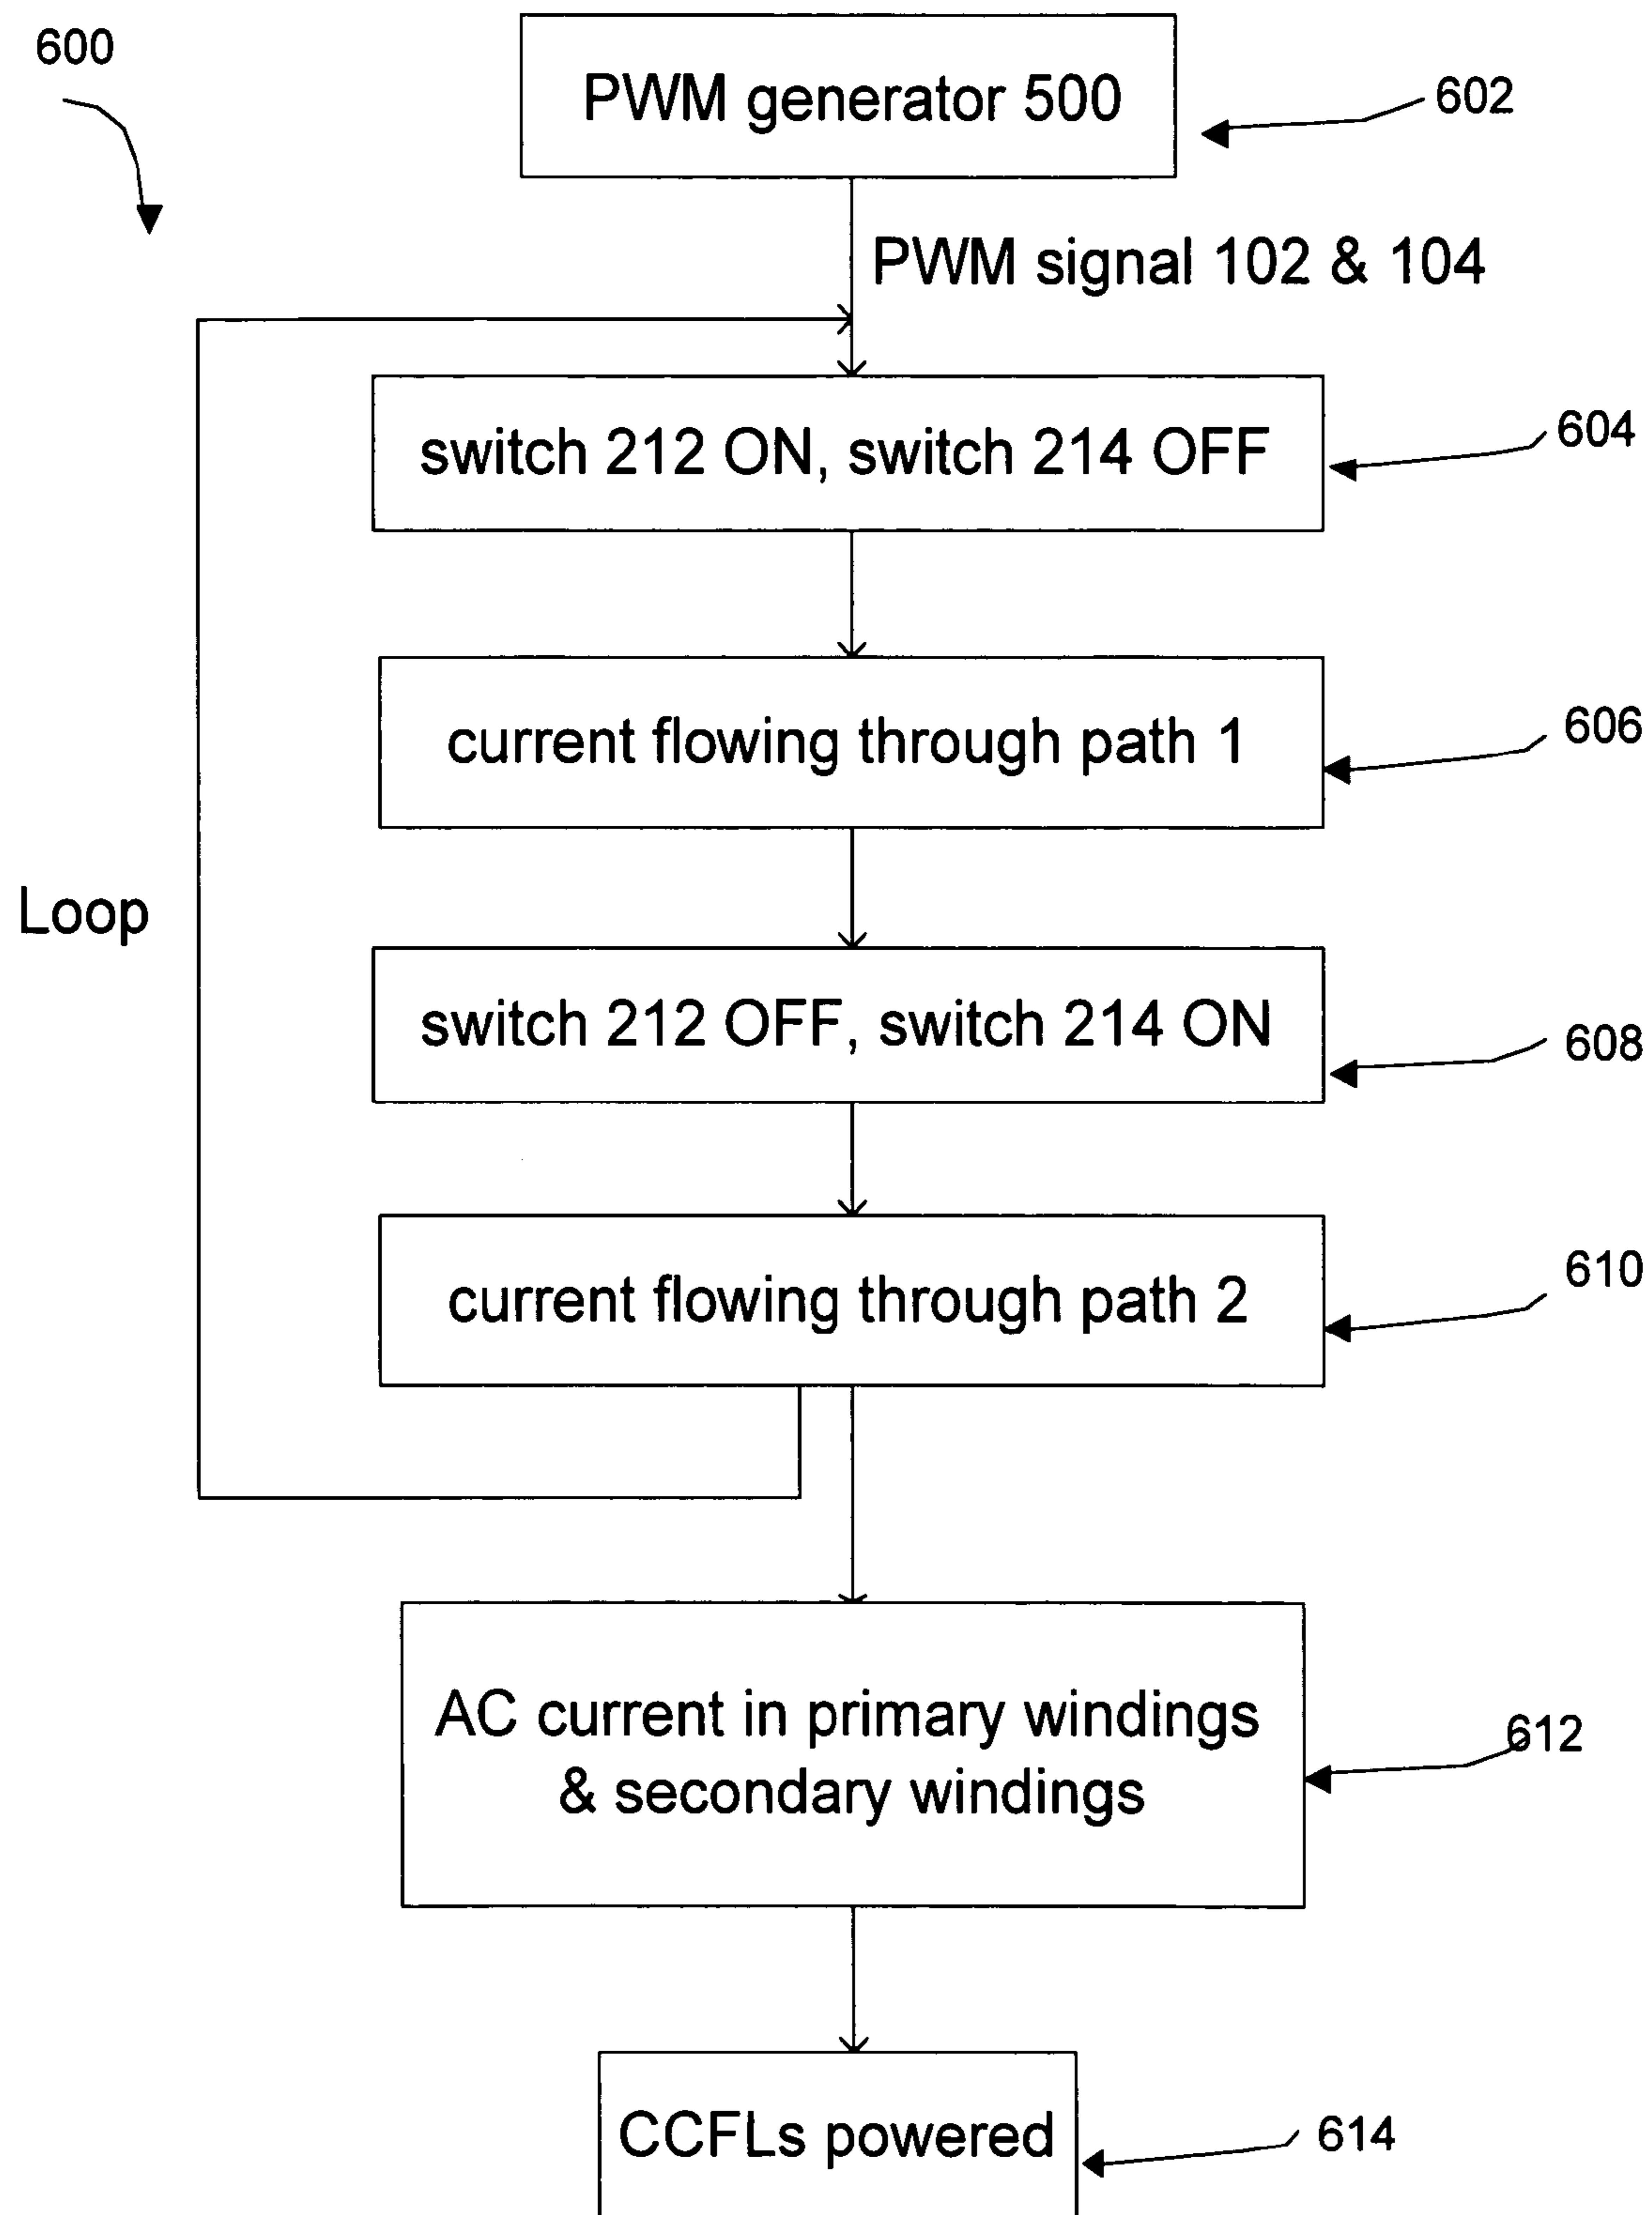 600
PWM generator 500
602
PWM signal 102 & 104
switch 212 ON, switch 214 OFF
604
current flowing through path 1
606
Loop
switch 212 OFF, switch 214 ON
608
current flowing through path 2
610
AC current in primary windings
& secondary windings
612
CCFLs powered
614